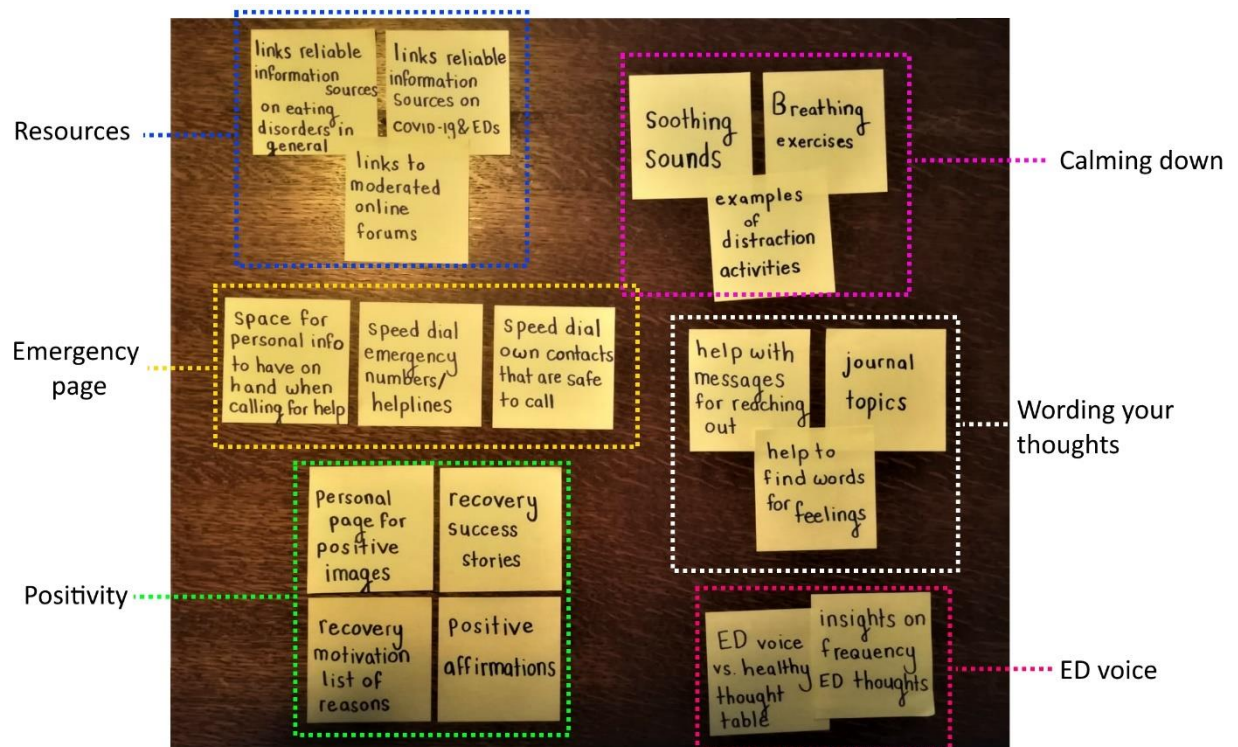 Resources
links reliable
information
sources
on eating
disorders in
general
links reliable
information
sources on
covid-19 & EDs
links to
moderated
online
forums
soothing
sounds
Breathing
exercises
examples
of
distraction
activities
Calming down
Emergency
page
space for
personal info
to have on
hand when
calling for help
speed dial
emergency
numbers/
helplines
speed dial
own contacts
that are safe
to call
help with
messages
for reaching
out
journal
topics
help to
find words
for feelings
Wording your
thoughts
Positivity
personal
page for
positive
images
recovery
success
stories
recovery
motivation
list of
reasons
positive
affirmations
ED voice
vs. healthy
thought
table
insights on
frequency
ED thoughts
ED voice